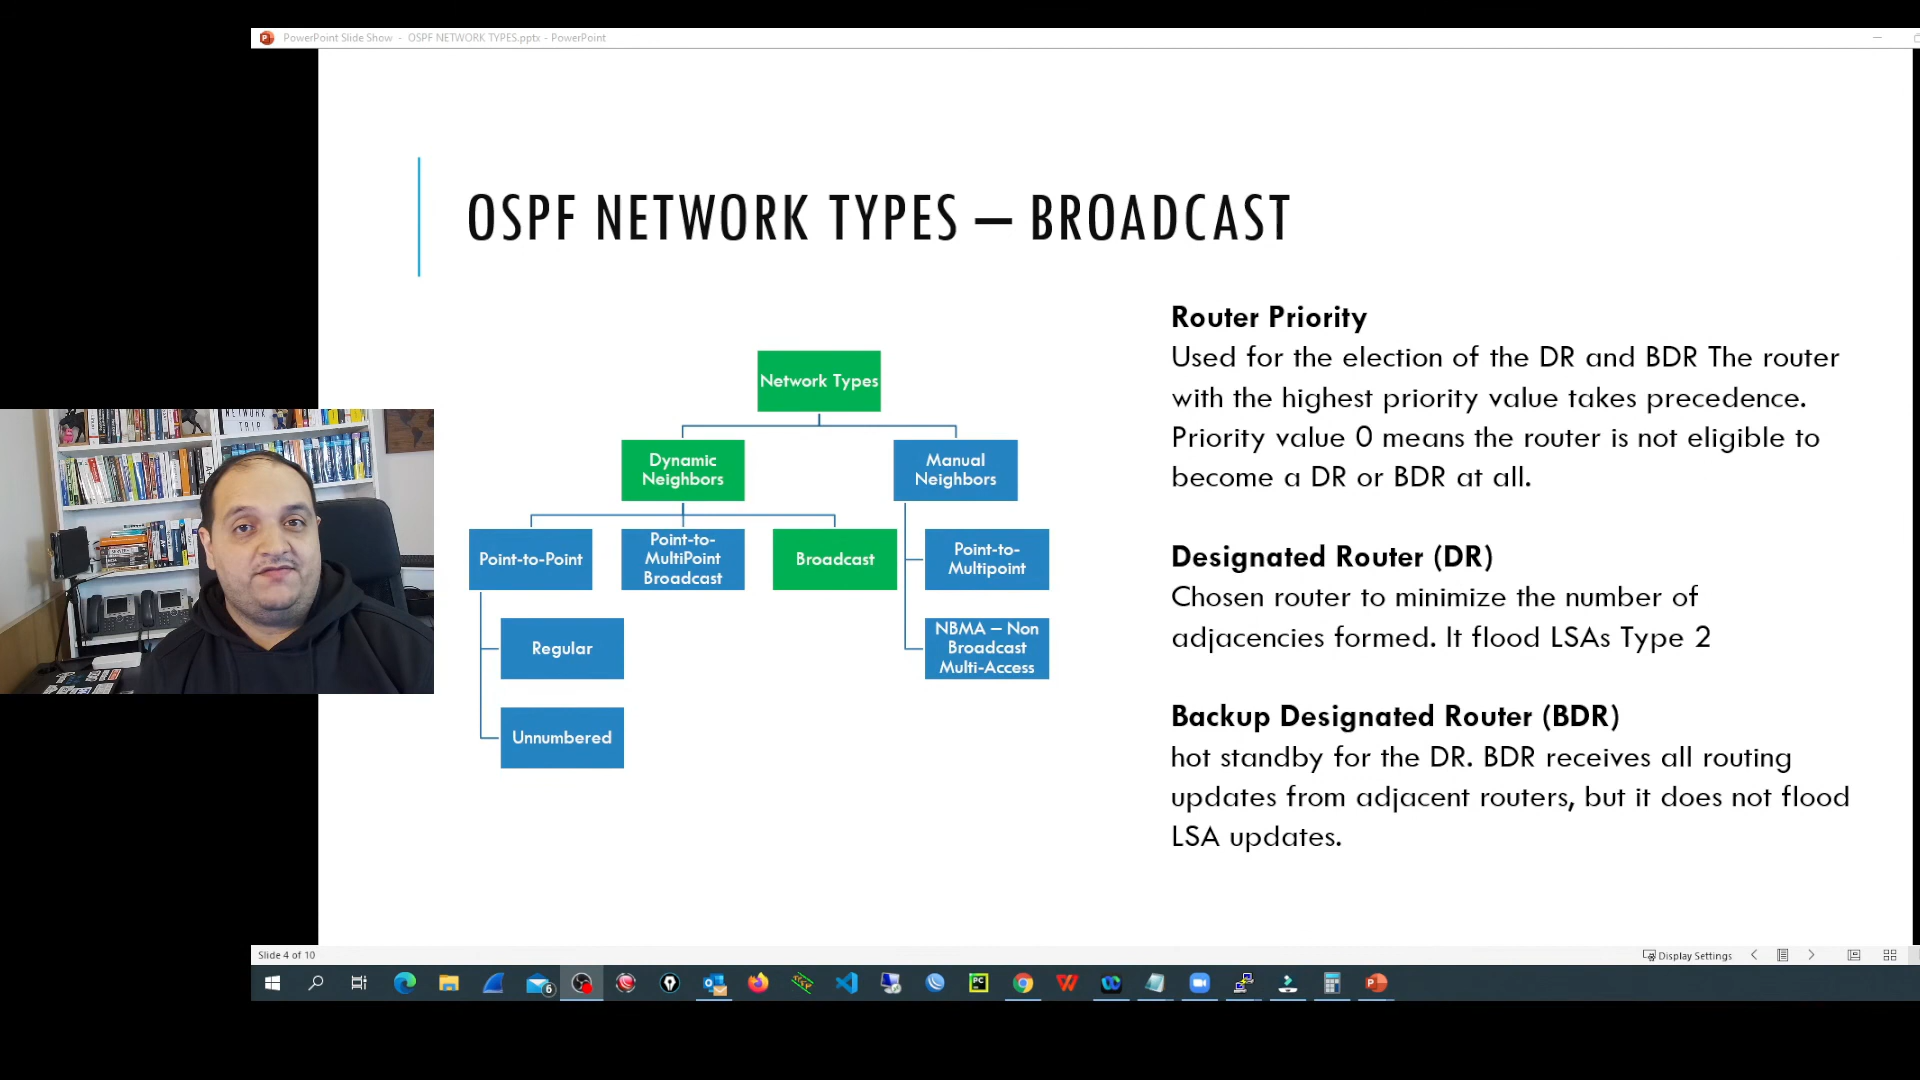 PowerPoint Slide Show - OSPF NETWORK TYPES.pptx - PowerPoint
OSPF NETWORK TYPES – BROADCAST
Network Types
Dynamic
Neighbors
Manual
Neighbors
Point-to-Point
Point-to-
MultiPoint
Broadcast
Broadcast
Point-to-
Multipoint
Regular
NBMA – Non
Broadcast
Multi-Access
Unnumbered
Router Priority
Used for the election of the DR and BDR The router
with the highest priority value takes precedence.
Priority value 0 means the router is not eligible to
become a DR or BDR at all.
Designated Router (DR)
Chosen router to minimize the number of
adjacencies formed. It flood LSAs Type 2
Backup Designated Router (BDR)
hot standby for the DR. BDR receives all routing
updates from adjacent routers, but it does not flood
LSA updates.
NETWORK
TRIP
Slide 4 of 10
Display Settings
6
PC